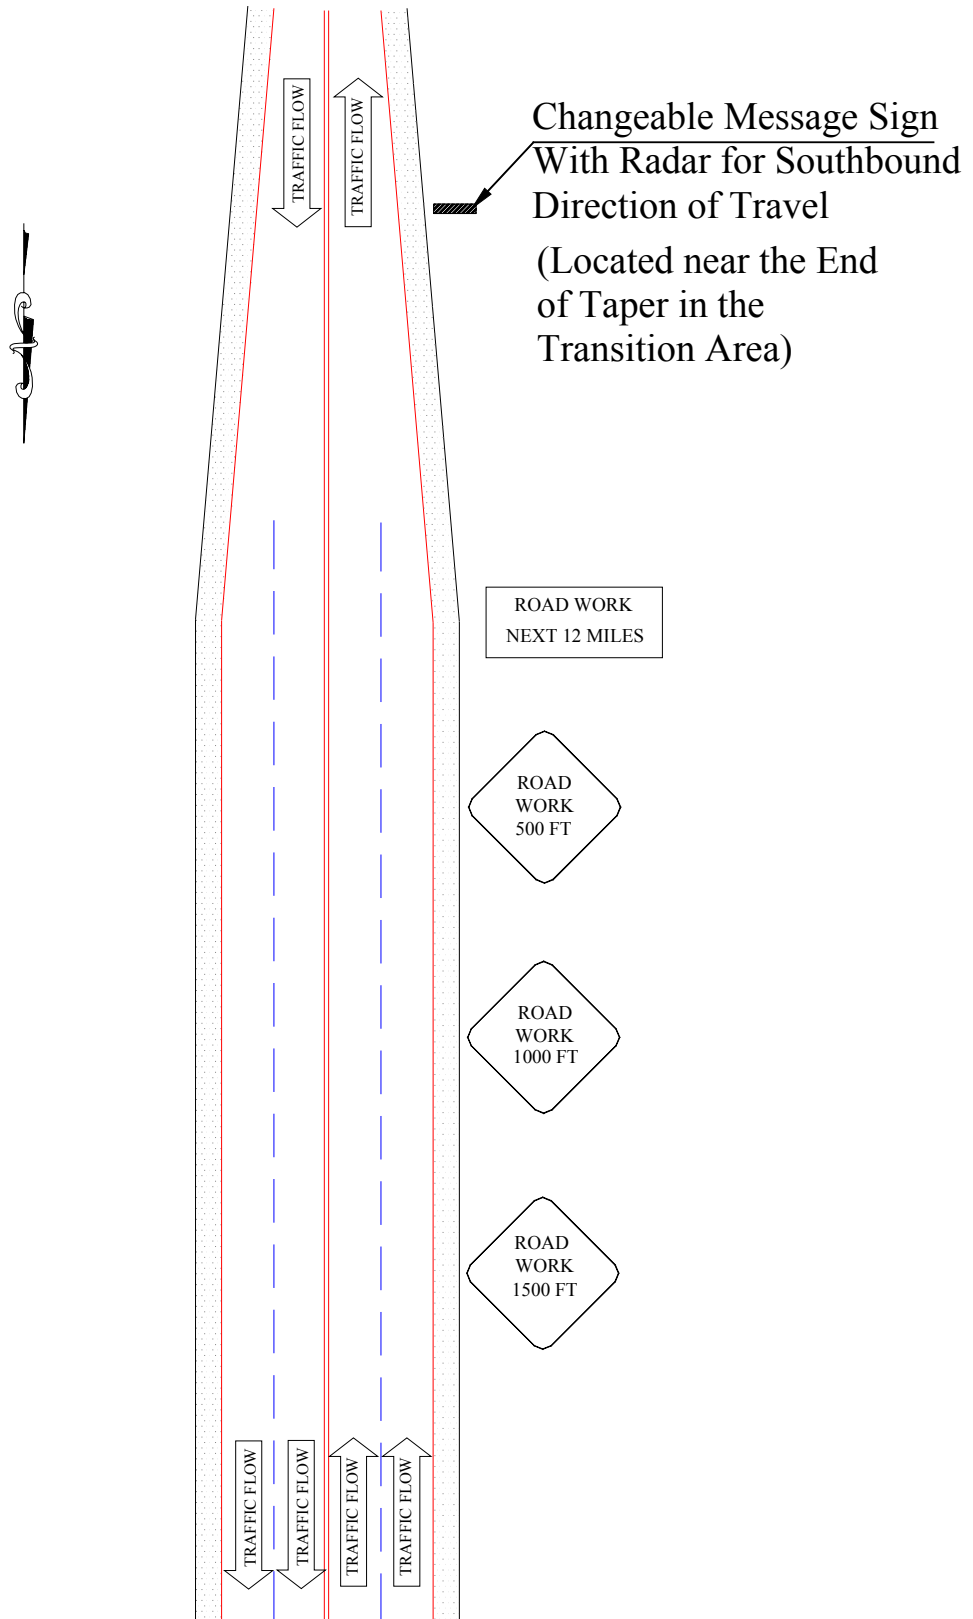 TRAFFIC FLOW
TRAFFIC FLOW
Changeable Message Sign
With Radar for Southbound
Direction of Travel
(Located near the End
of Taper in the
Transition Area)
ROAD WORK
NEXT 12 MILES
ROAD
WORK
500 FT
ROAD
WORK
1000 FT
ROAD
WORK
1500 FT
TRAFFIC FLOW
TRAFFIC FLOW
TRAFFIC FLOW
TRAFFIC FLOW